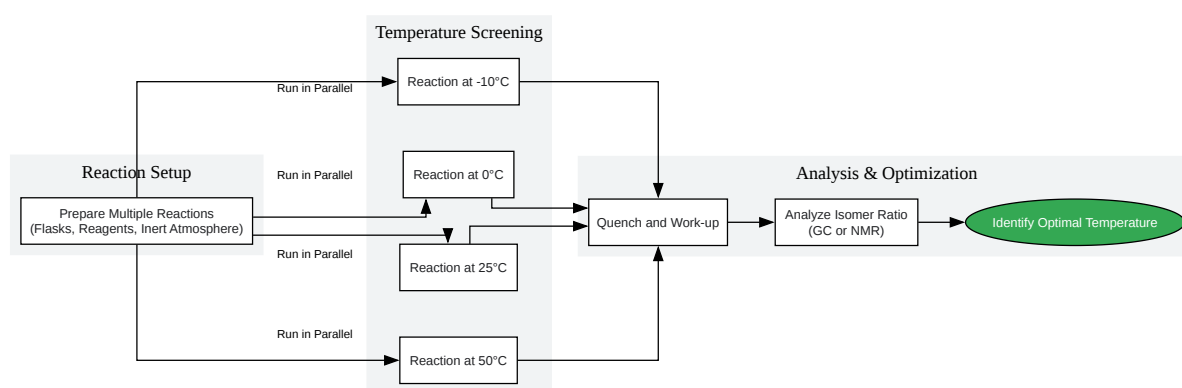 Temperature Screening
Reaction at -10°C
Run in Parallel
Reaction Setup
Prepare Multiple Reactions
(Flasks, Reagents, Inert Atmosphere)
Run in Parallel
Reaction at 0°C
Run in Parallel
Reaction at 25°C
Run in Parallel
Reaction at 50°C
Analysis & Optimization
Quench and Work-up
Analyze Isomer Ratio
(GC or NMR)
Identify Optimal Temperature